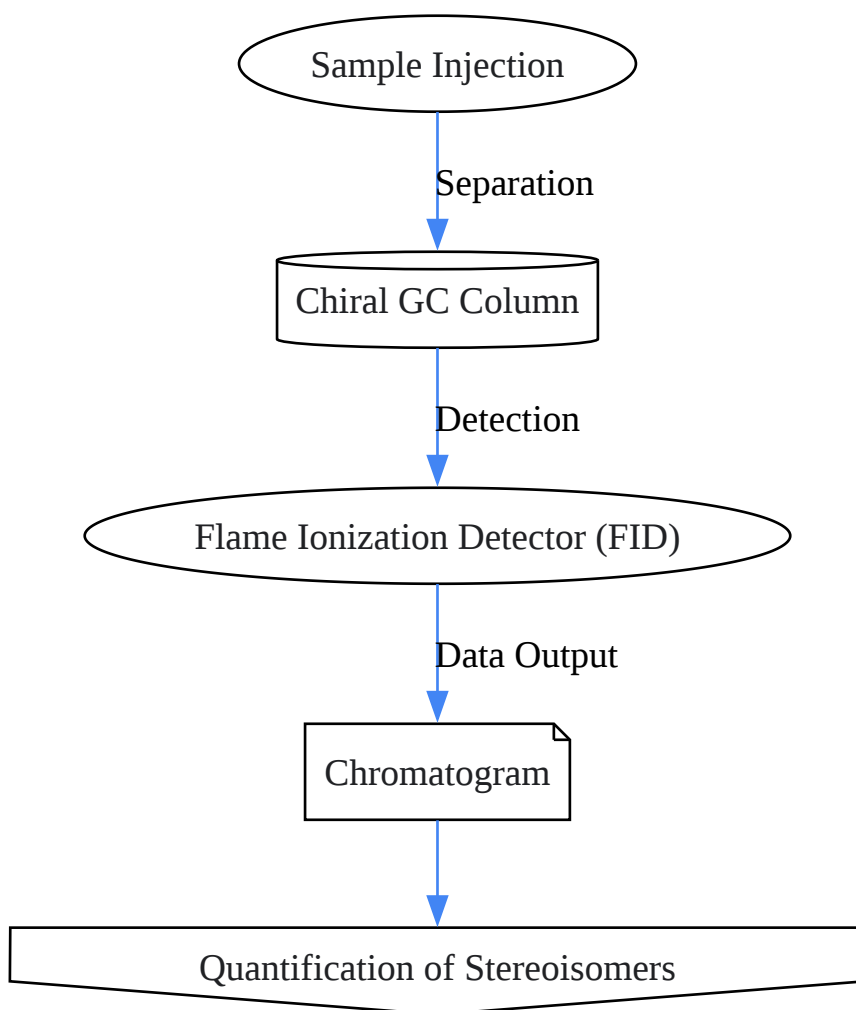 Sample Injection
Separation
Chiral GC Column
Detection
Flame Ionization Detector (FID)
Data Output
Chromatogram
Quantification of Stereoisomers